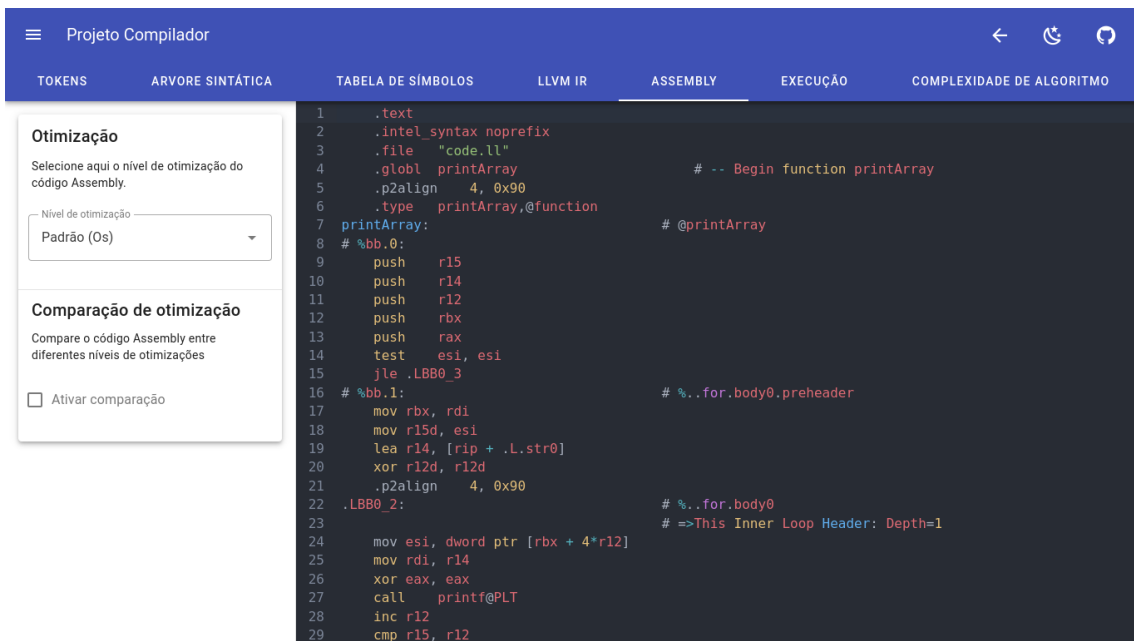 Projeto Compilador
TOKENS ARVORE SINTÁTICA TABELA DE SÍMBOLOS LLVM IR ASSEMBLY EXECUÇÃO COMPLEXIDADE DE ALGORITMO
Otimização
Selecione aqui o nível de otimização do
código Assembly.
Nível de otimização
Padrão (Os)
Comparação de otimização
Compare o código Assembly entre
diferentes níveis de otimizações
Ativar comparação
1 .text
2 .intel_syntax noprefix
3 .file "code.ll"
4 .globl printArray # -- Begin function printArray
5 .p2align 4, 0x90
6 .type printArray,@function
7 printArray: # @printArray
8 # %bb.0:
9 push r15
10 push r14
11 push r12
12 push rbx
13 push rax
14 test esi, esi
15 jle .LBB0_3
16 # %bb.1: # %..for.body0.preheader
17 mov rbx, rdi
18 mov r15d, esi
19 lea r14, [rip + .L.str0]
20 xor r12d, r12d
21 .p2align 4, 0x90
22 .LBB0_2: # %..for.body0
23 # =>This Inner Loop Header: Depth=1
24 mov esi, dword ptr [rbx + 4*r12]
25 mov rdi, r14
26 xor eax, eax
27 call printf@PLT
28 inc r12
29 cmp r15, r12